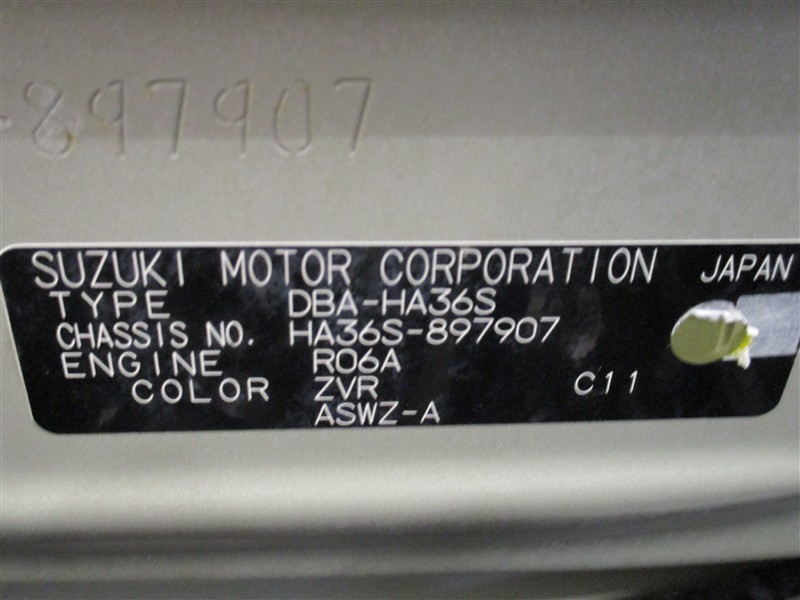 -897907
SUZUKI MOTOR CORPORATION JAPAN
TYPE DBA-HA36S
CHASSIS NO. HA36S-897907
ENGINE R06A
COLOR ZVR C11
ASWZ-A